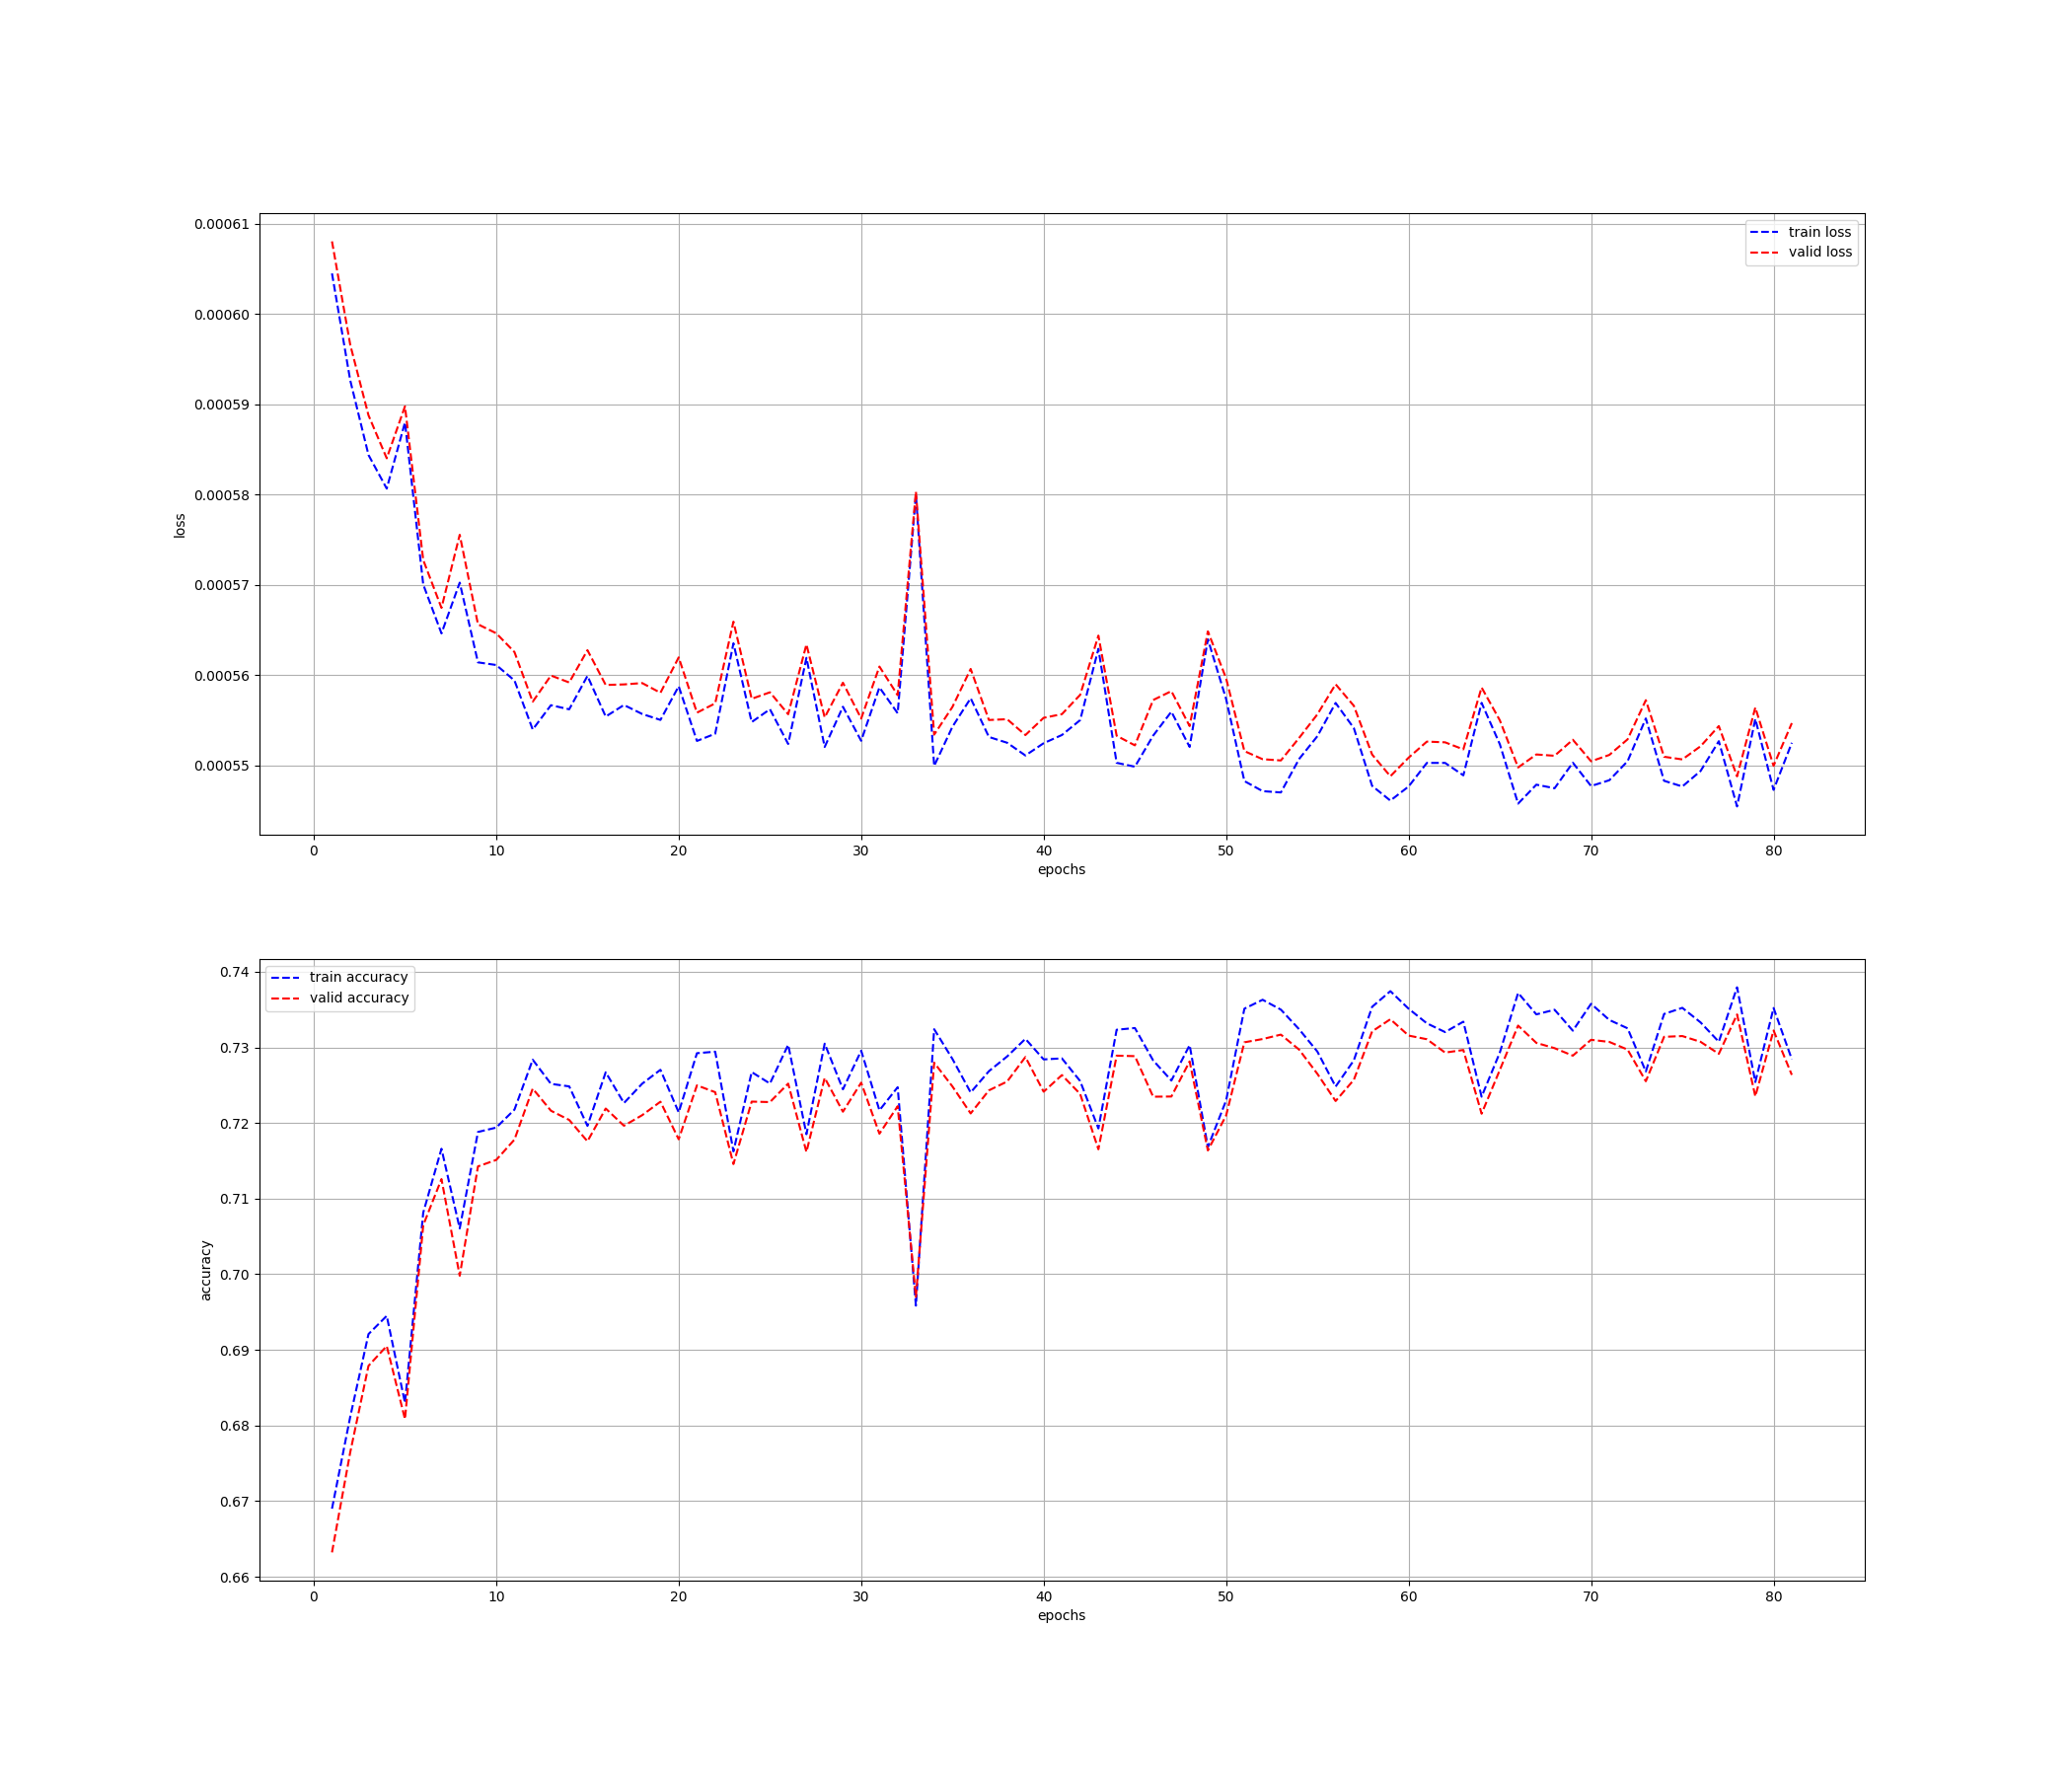 0.00061
0.00060
0.00059
0.00058
0.00057
0.00056
0.00055
loss
train loss
valid loss
0 10 20 30 40 50 60 70 80
epochs
0.74
0.73
0.72
0.71
0.70
0.69
0.68
0.67
0.66
accuracy
train accuracy
valid accuracy
0 10 20 30 40 50 60 70 80
epochs